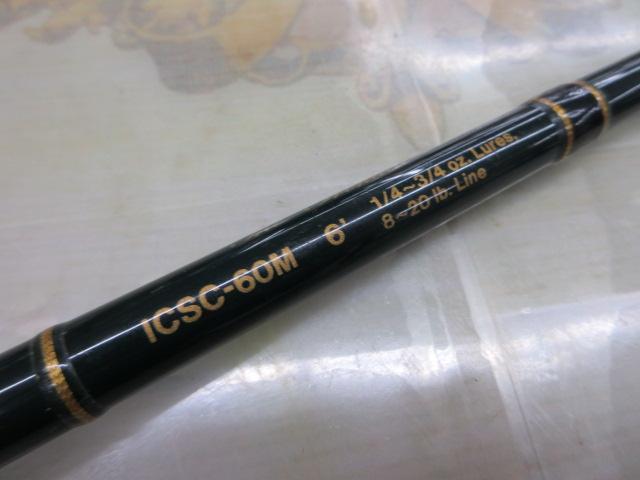 ICSC-60M 6' 1/4~3/4 oz. Lures.
8~20 lb. Line